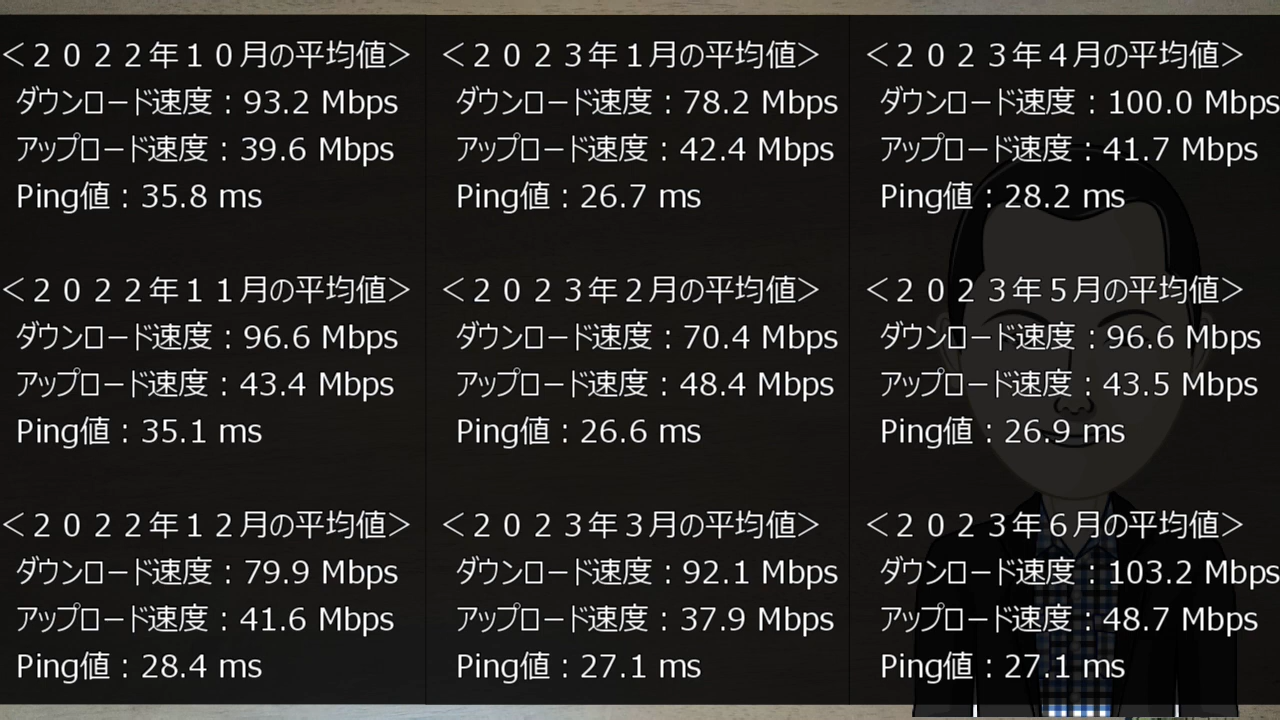 ＜２０２２年１０月の平均値＞
ダウンロード速度：93.2 Mbps
アップロード速度：39.6 Mbps
Ping値：35.8 ms
＜２０２２年１１月の平均値＞
ダウンロード速度：96.6 Mbps
アップロード速度：43.4 Mbps
Ping値：35.1 ms
＜２０２２年１２月の平均値＞
ダウンロード速度：79.9 Mbps
アップロード速度：41.6 Mbps
Ping値：28.4 ms
＜２０２３年１月の平均値＞
ダウンロード速度：78.2 Mbps
アップロード速度：42.4 Mbps
Ping値：26.7 ms
＜２０２３年２月の平均値＞
ダウンロード速度：70.4 Mbps
アップロード速度：48.4 Mbps
Ping値：26.6 ms
＜２０２３年３月の平均値＞
ダウンロード速度：92.1 Mbps
アップロード速度：37.9 Mbps
Ping値：27.1 ms
＜２０２３年４月の平均値＞
ダウンロード速度：100.0 Mbps
アップロード速度：41.7 Mbps
Ping値：28.2 ms
＜２０２３年５月の平均値＞
ダウンロード速度：96.6 Mbps
アップロード速度：43.5 Mbps
Ping値：26.9 ms
＜２０２３年６月の平均値＞
ダウンロード速度：103.2 Mbps
アップロード速度：48.7 Mbps
Ping値：27.1 ms